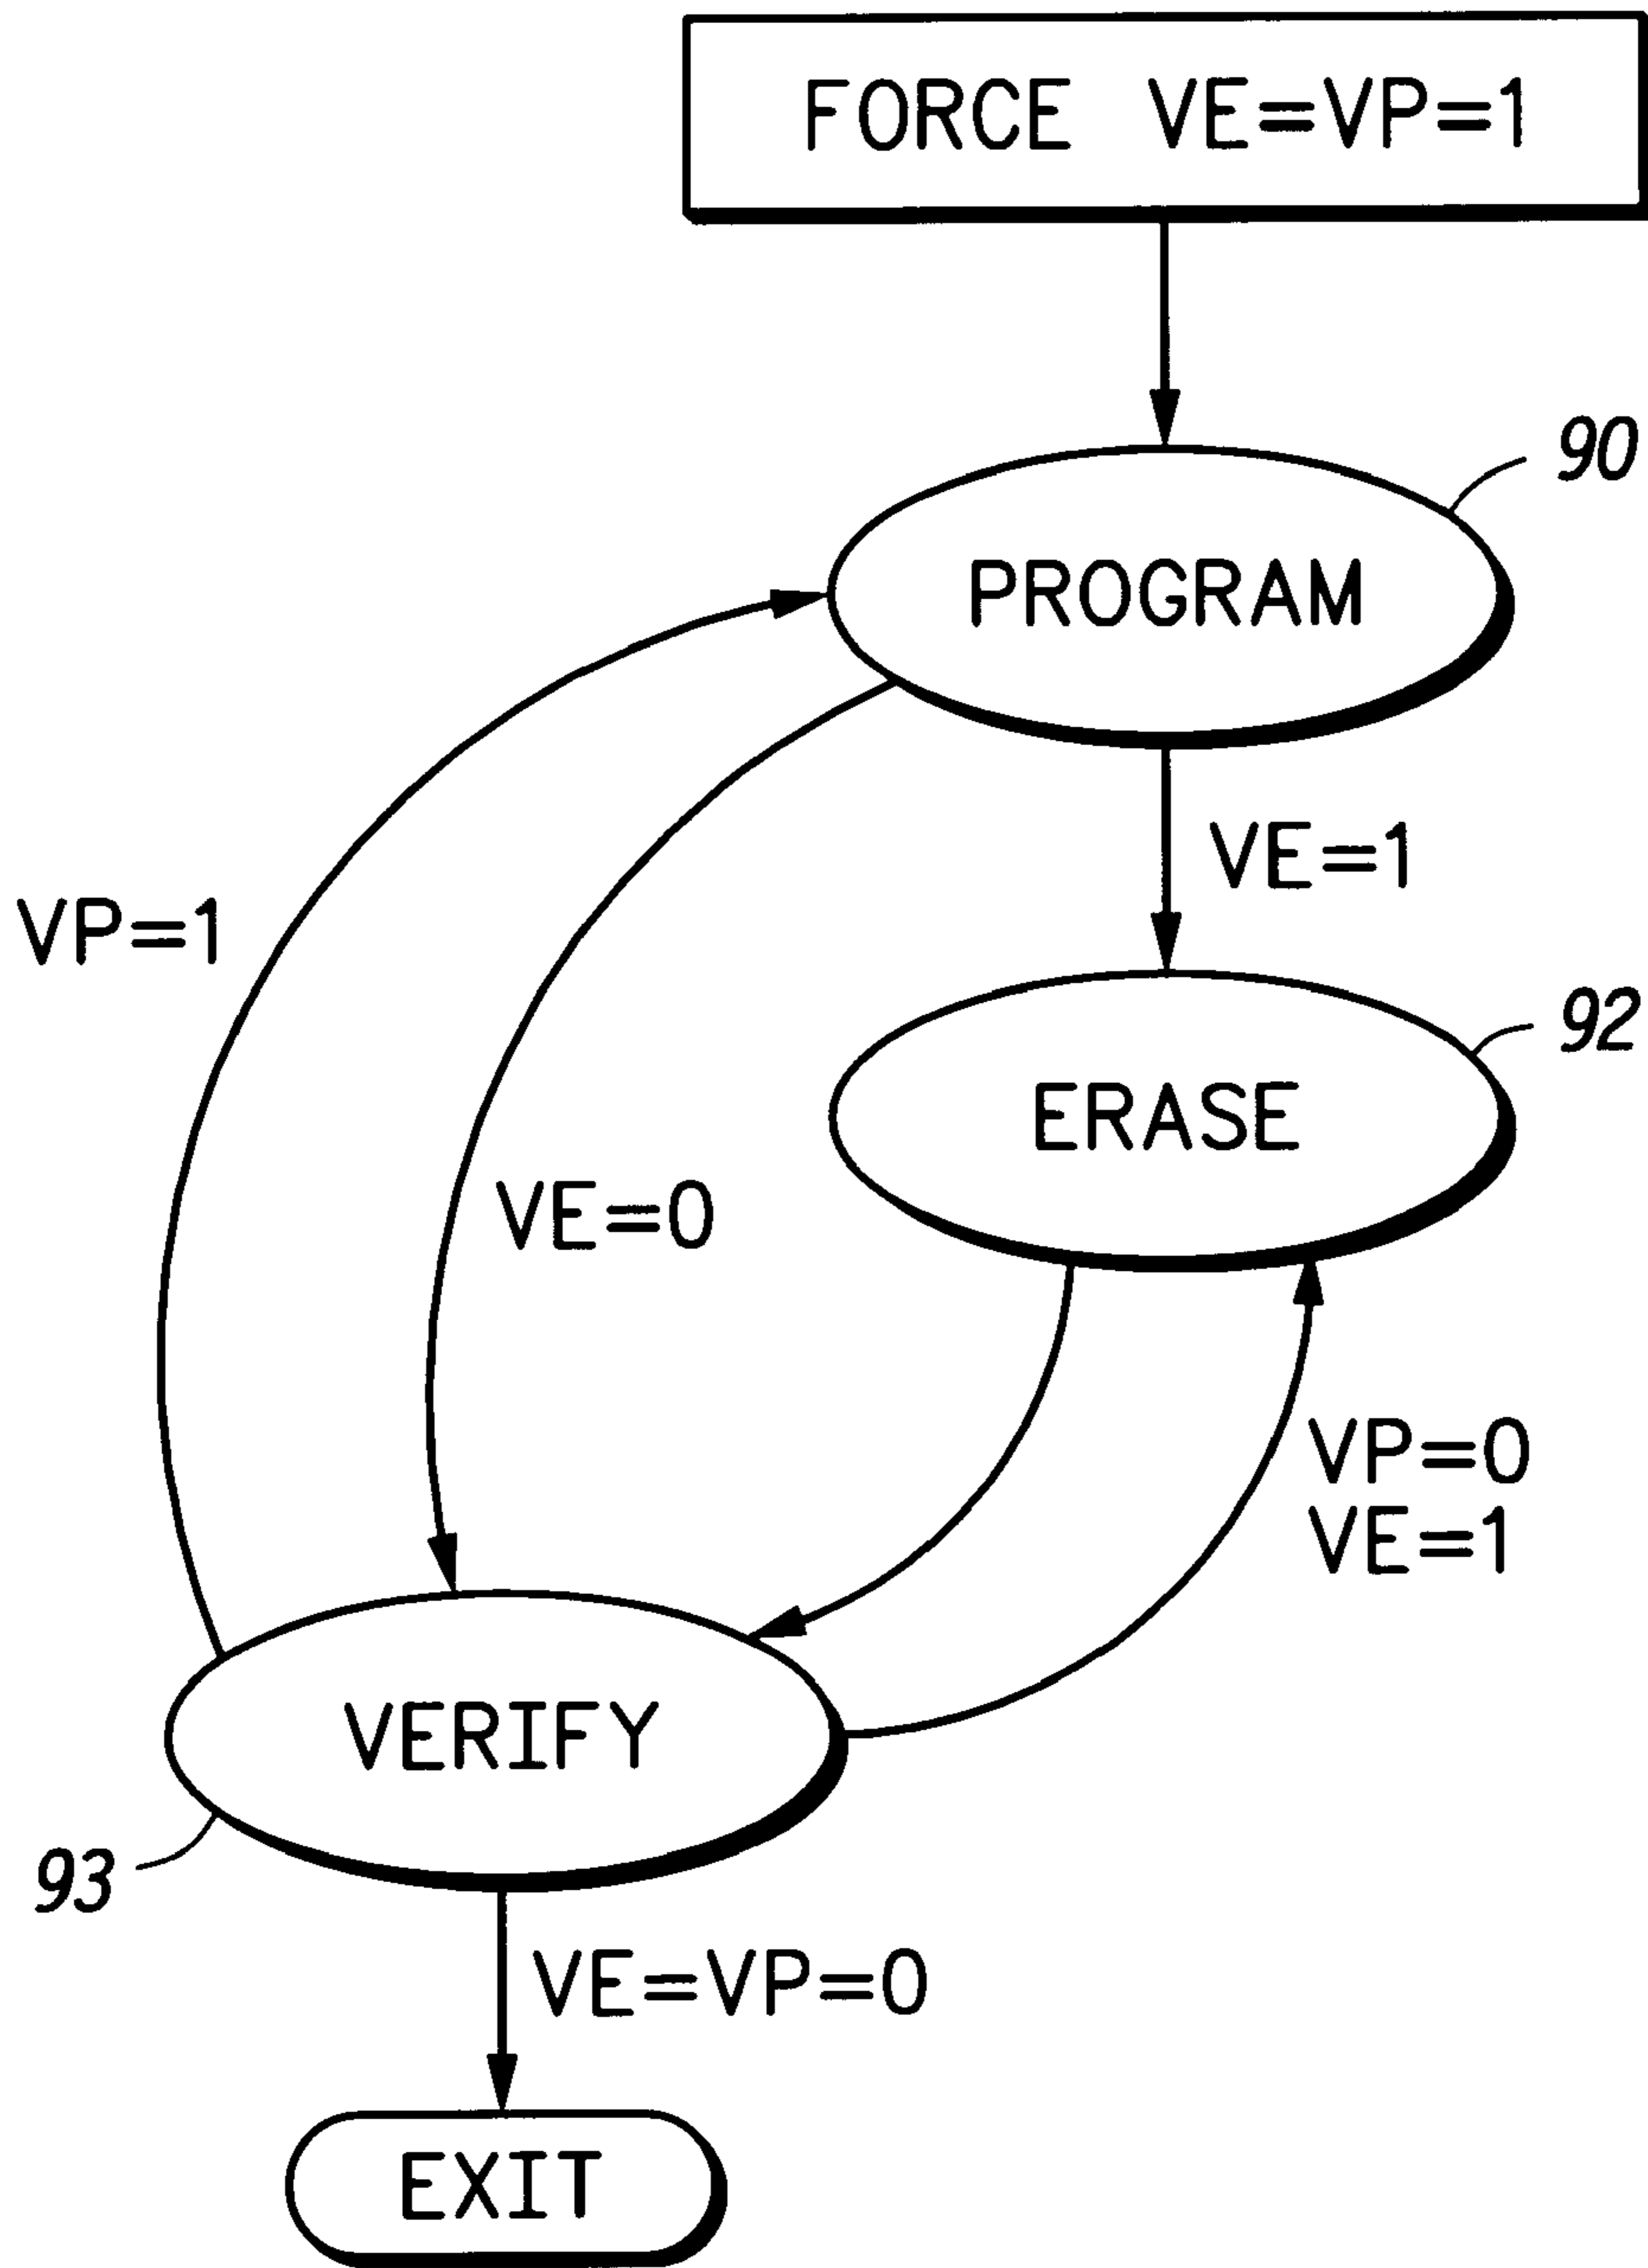 FORCE VE=VP=1
90
PROGRAM
VE=1
VP=1
92
ERASE
VE=0
VP=0
VE=1
VERIFY
93
VE=VP=0
EXIT